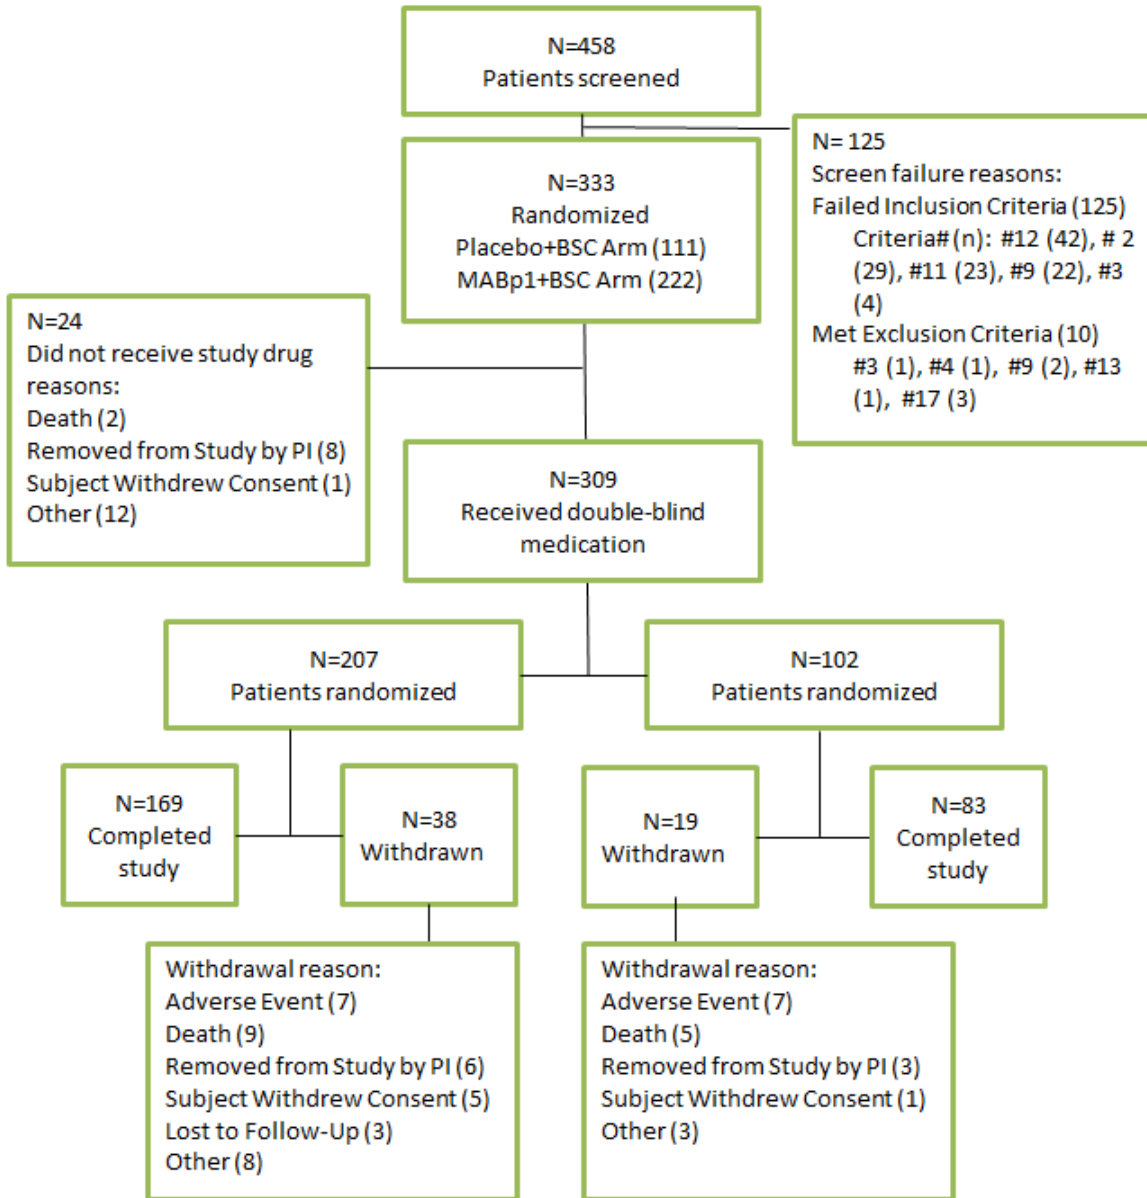 N=458
Patients screened
N= 125
Screen failure reasons:
Failed Inclusion Criteria (125)
Criteria# (n): #12 (42), # 2
(29), #11 (23), #9 (22), #3
(4)
Met Exclusion Criteria (10)
#3 (1), #4 (1), #9 (2), #13
(1), #17 (3)
N=333
Randomized
Placebo+BSC Arm (111)
MABp1+BSC Arm (222)
N=24
Did not receive study drug
reasons:
Death (2)
Removed from Study by PI (8)
Subject Withdrew Consent (1)
Other (12)
N=309
Received double-blind
medication
N=207
Patients randomized
N=102
Patients randomized
N=169
Completed
study
N=38
Withdrawn
N=19
Withdrawn
N=83
Completed
study
Withdrawal reason:
Adverse Event (7)
Death (9)
Removed from Study by PI (6)
Subject Withdrew Consent (5)
Lost to Follow-Up (3)
Other (8)
Withdrawal reason:
Adverse Event (7)
Death (5)
Removed from Study by PI (3)
Subject Withdrew Consent (1)
Other (3)